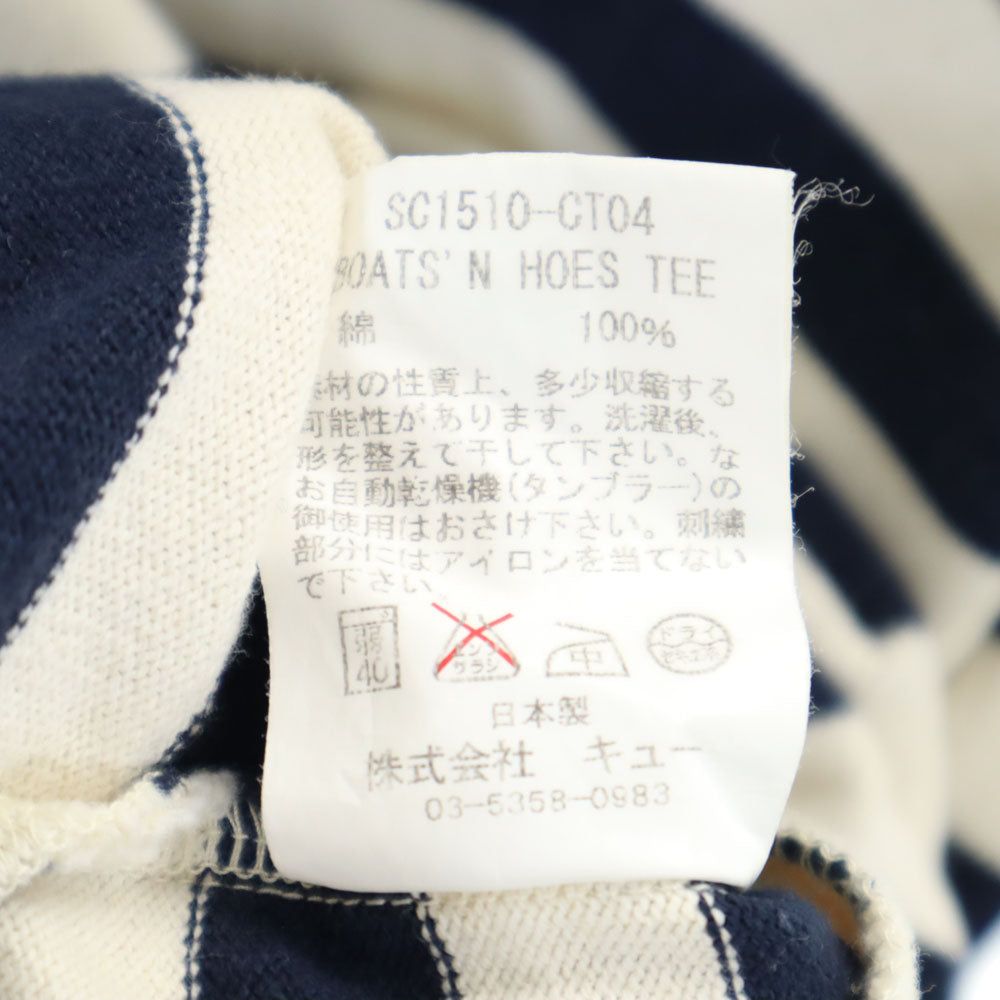 SC1510-CT04
BOATS'N HOES TEE
綿 100%
素材の性質上、多少収縮する
可能性があります。洗濯後、
形を整えて干して下さい。な
お自動乾燥機(タンブラー)の
御使用はおさけ下さい。刺繍
部分にはアイロンを当てない
で下さい。
弱 40
エンソ サラシ
中
ドライ
セキユ系
日本製
株式会社 キュー
03-5358-0983